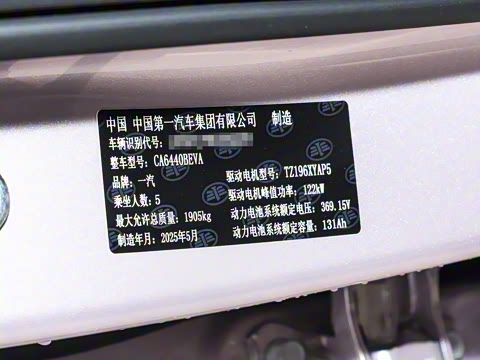 中国 中国第一汽车集团有限公司 制造
车辆识别代号：
整车型号：CA6440BEVA
品牌：一汽 驱动电机型号：TZ196XYAP5
乘坐人数：5 驱动电机峰值功率：122kW
最大允许总质量：1905kg 动力电池系统额定电压：369.15V
制造年月：2025年5月 动力电池系统额定容量：131Ah